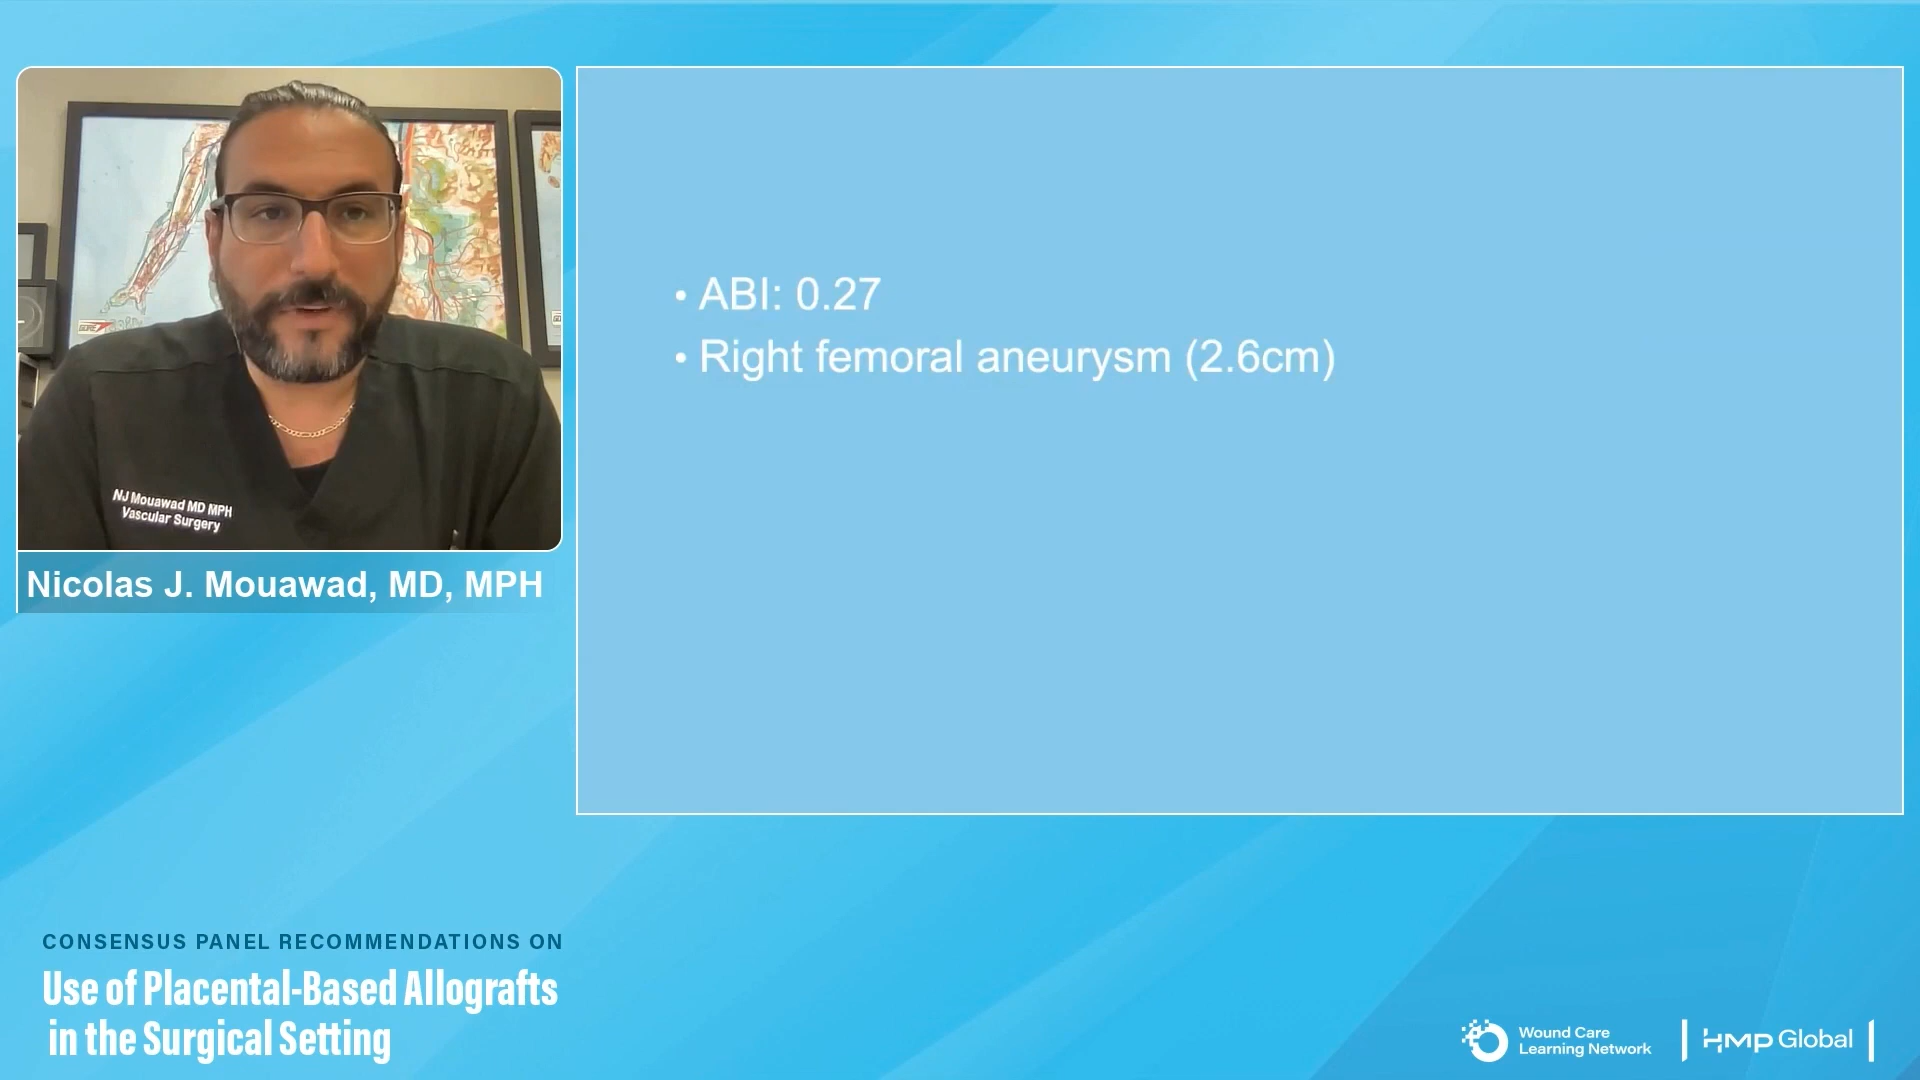 GORE
NJ Mouawad MD MPH
Vascular Surgery
Nicolas J. Mouawad, MD, MPH
• ABI: 0.27
• Right femoral aneurysm (2.6cm)
CONSENSUS PANEL RECOMMENDATIONS ON
Use of Placental-Based Allografts
in the Surgical Setting
Wound Care
Learning Network
HMP Global